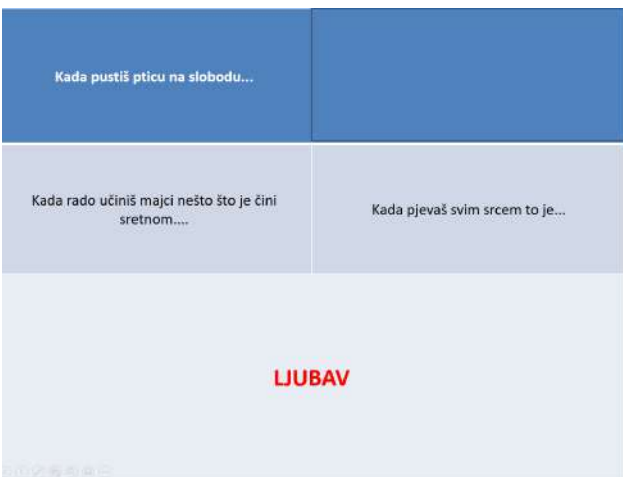 Kada pustiš pticu na slobodu...
Kada rado učiniš majci nešto što je čini
sretnom....
Kada pjevaš svim srcem to je...
LJUBAV